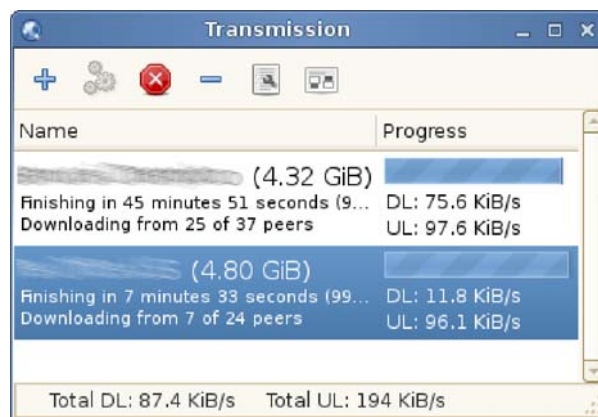 Transmission
Name Progress
(4.32 GiB)
Finishing in 45 minutes 51 seconds (9... DL: 75.6 KiB/s
Downloading from 25 of 37 peers UL: 97.6 KiB/s
(4.80 GiB)
Finishing in 7 minutes 33 seconds (99... DL: 11.8 KiB/s
Downloading from 7 of 24 peers UL: 96.1 KiB/s
Total DL: 87.4 KiB/s Total UL: 194 KiB/s